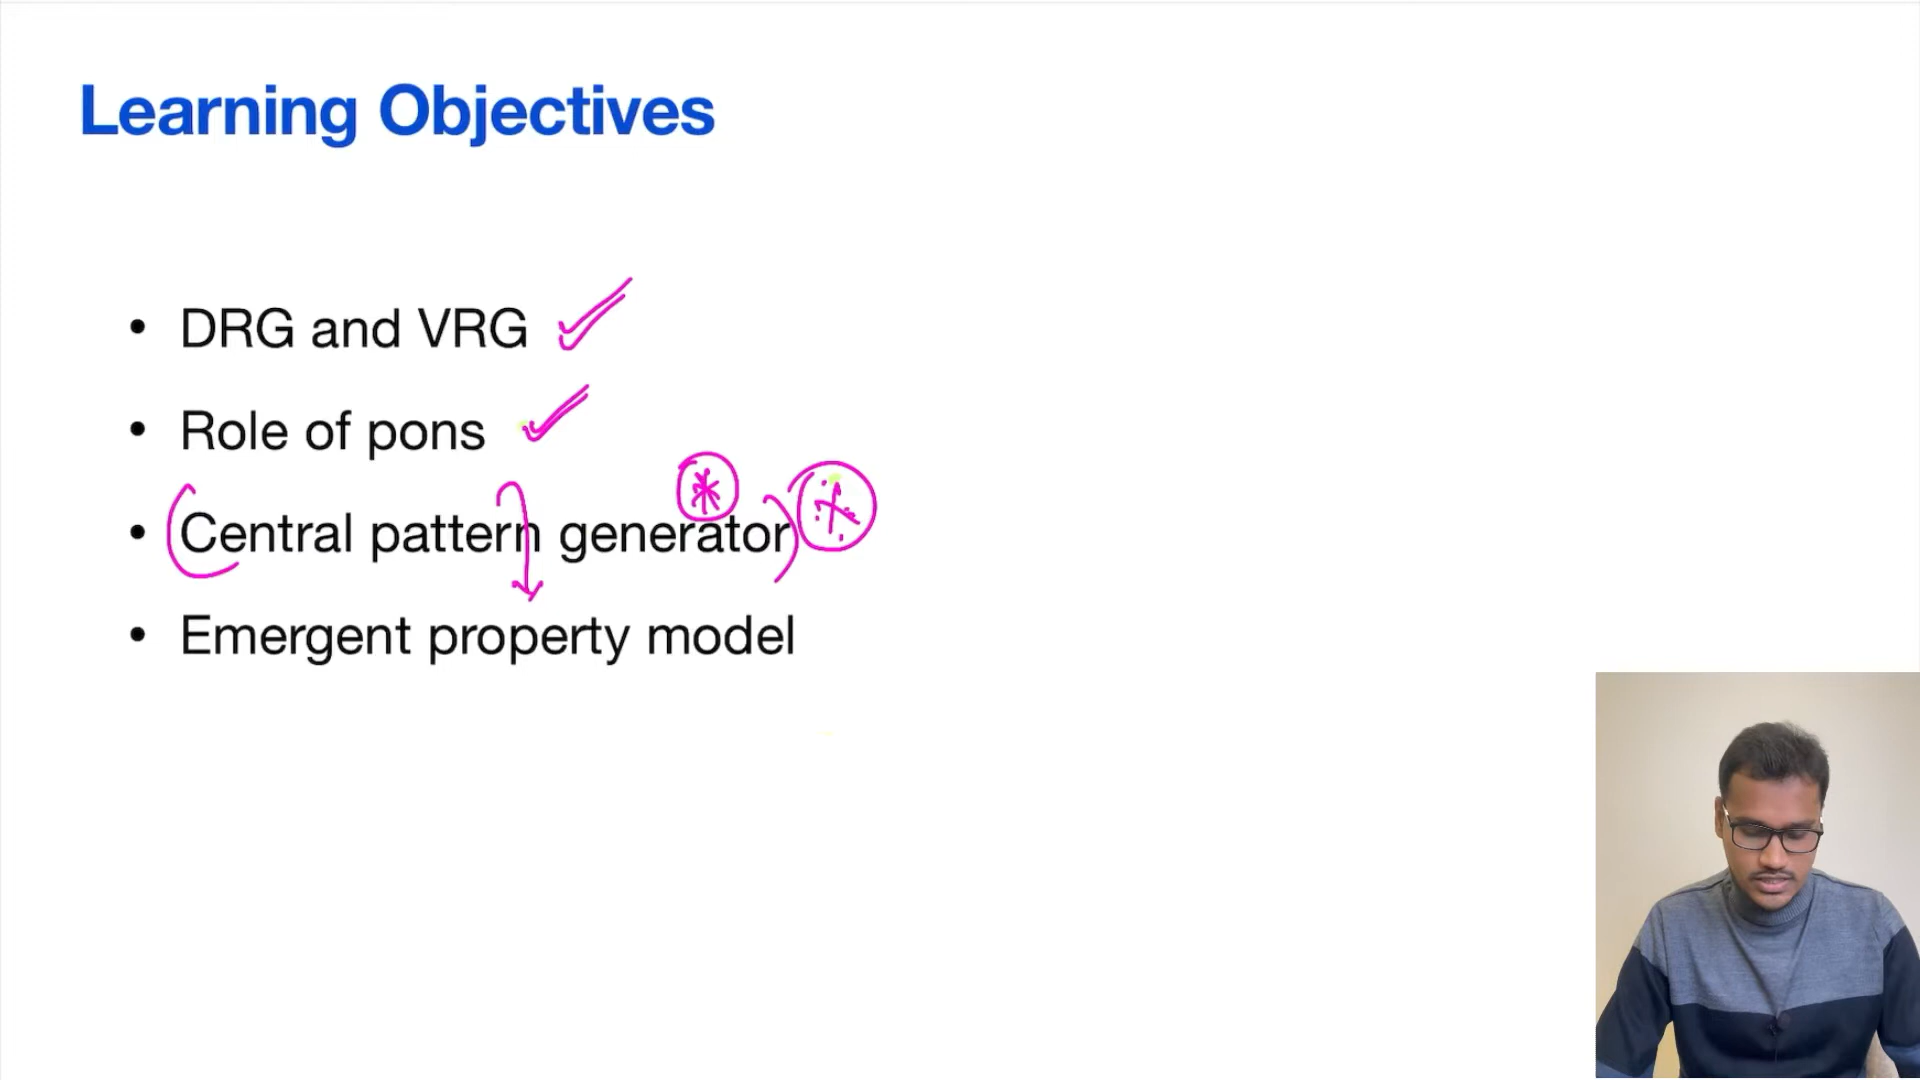 Learning Objectives
• DRG and VRG
• Role of pons
• Central pattern generator
• Emergent property model